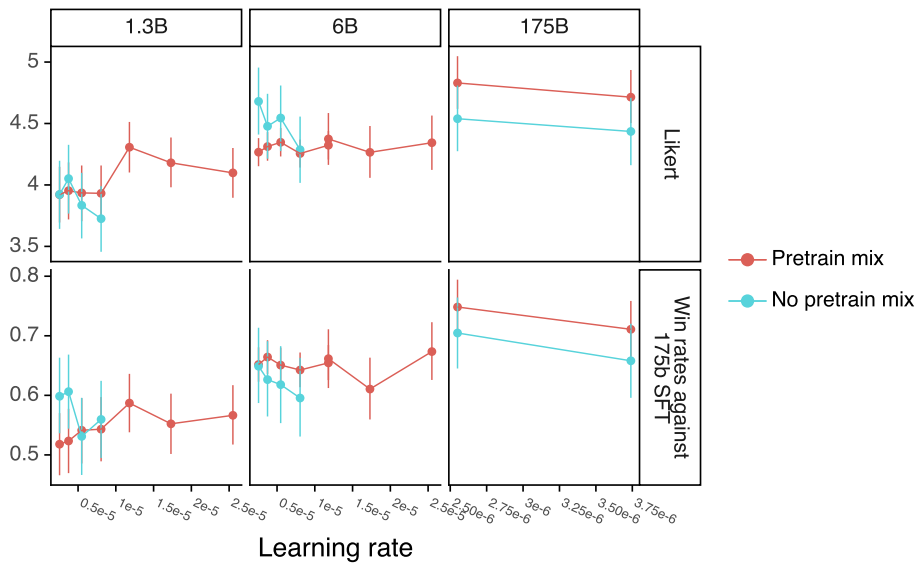 1.3B
6B
175B
5
4.5
4
3.5
Likert
0.8
0.7
0.6
0.5
Win rates against
175b SFT
0.5e-5
1e-5
1.5e-5
2e-5
2.5e-5
0.5e-5
1e-5
1.5e-5
2e-5
2.5e-5
2.50e-6
2.75e-6
3e-6
3.25e-6
3.50e-6
3.75e-6
Learning rate
Pretrain mix
No pretrain mix